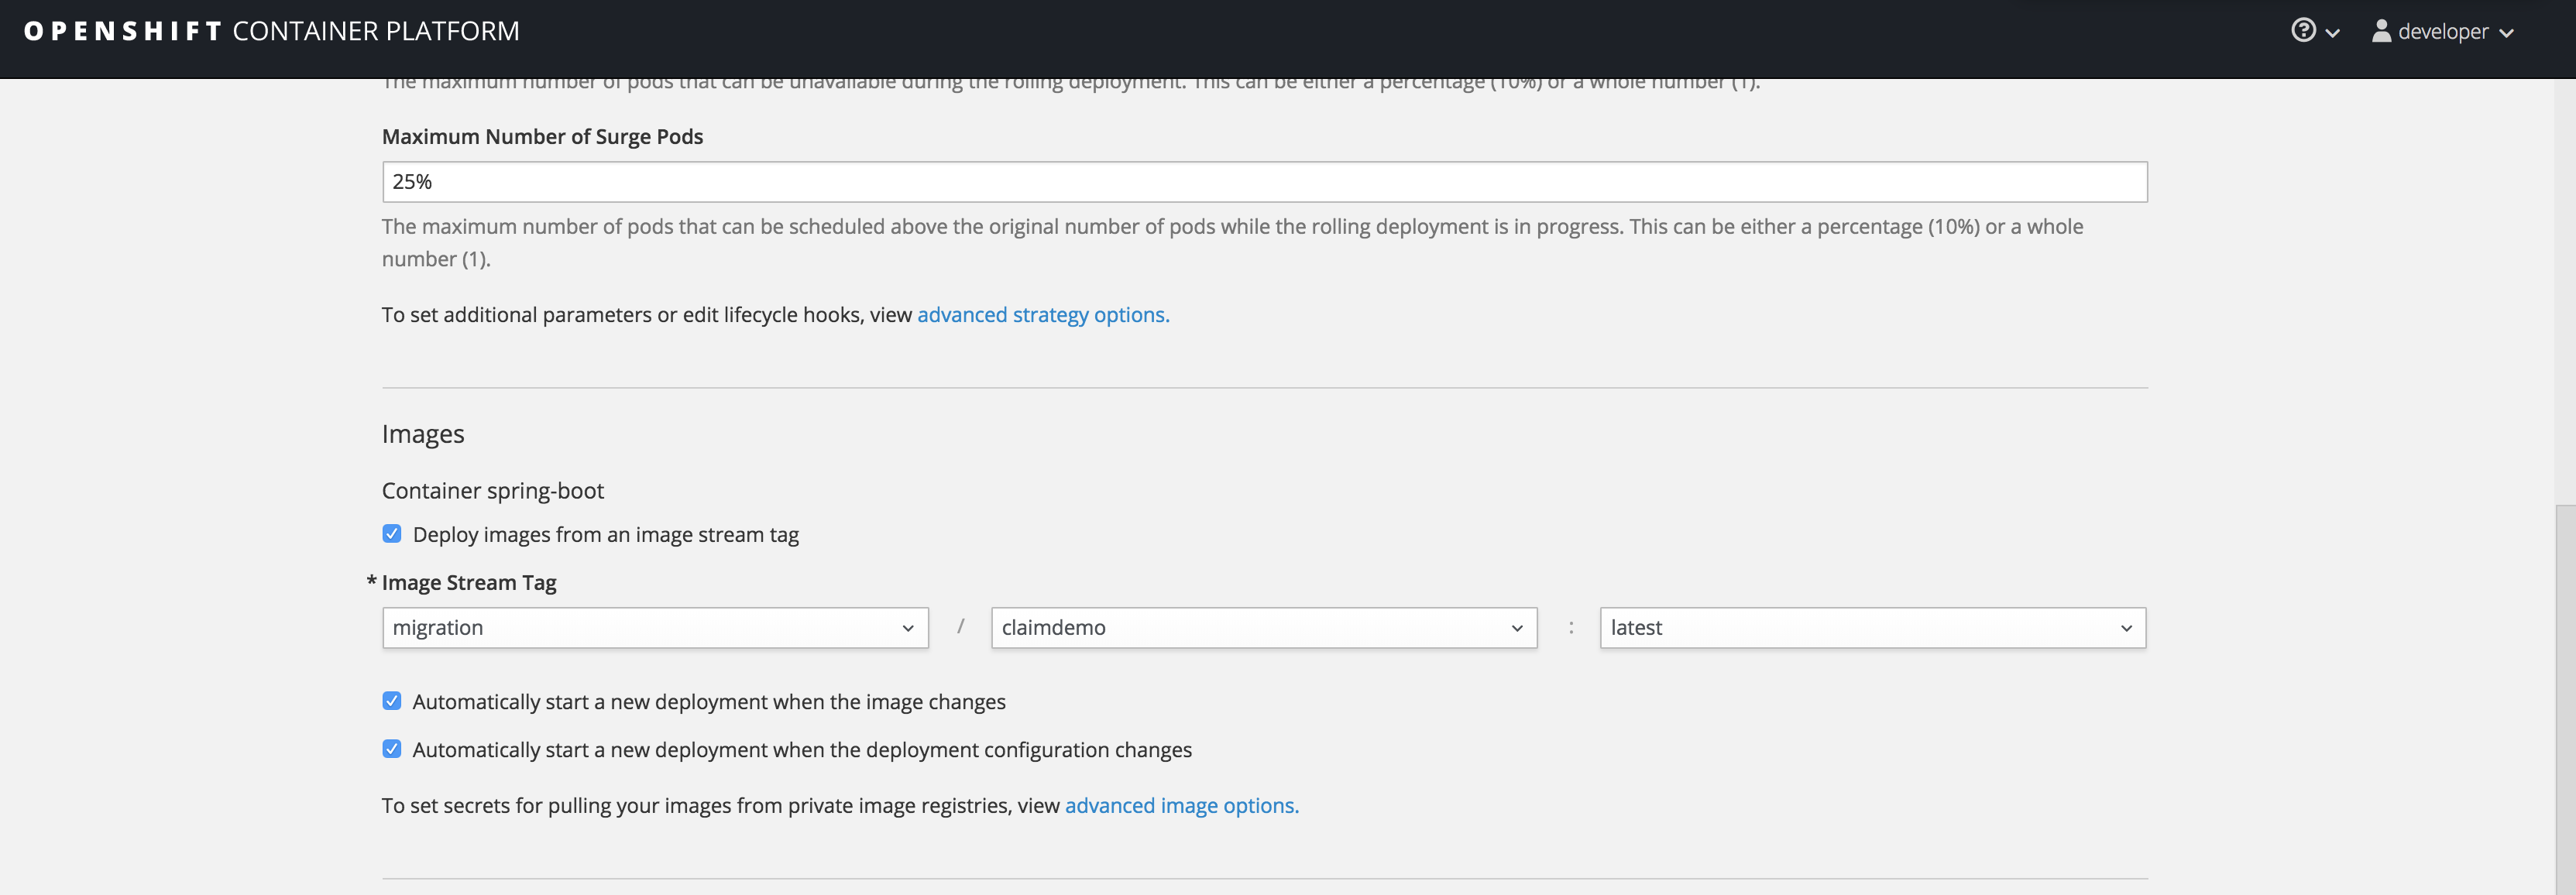 OPENSHIFT CONTAINER PLATFORM
developer
The maximum number of pods that can be unavailable during the rolling deployment. This can be either a percentage (10%) or a whole number (1).
Maximum Number of Surge Pods
25%
The maximum number of pods that can be scheduled above the original number of pods while the rolling deployment is in progress. This can be either a percentage (10%) or a whole
number (1).
To set additional parameters or edit lifecycle hooks, view advanced strategy options.
Images
Container spring-boot
Deploy images from an image stream tag
* Image Stream Tag
migration / claimdemo : latest
Automatically start a new deployment when the image changes
Automatically start a new deployment when the deployment configuration changes
To set secrets for pulling your images from private image registries, view advanced image options.